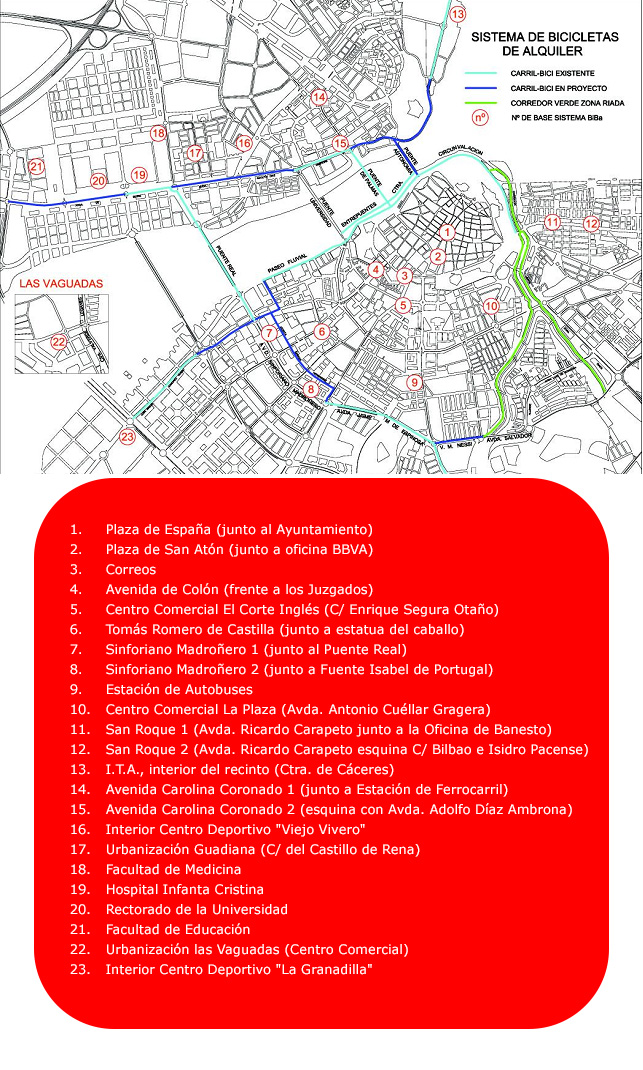 13
SISTEMA DE BICICLETAS
DE ALQUILER
CARRIL-BICI EXISTENTE
CARRIL-BICI EN PROYECTO
CORREDOR VERDE ZONA RIADA
nº
Nº DE BASE SISTEMA BIBa
14
18
15
16
17
21
19
20
CIRCUNVALACION
PUENTE
AUTONOMIA
PUENTE
DE PALMAS
CTRA.
PUENTE
UNIVERSIDAD
ENTREPUENTES
11
12
1
2
PUENTE REAL
PASEO FLUVIAL
4
3
LAS VAGUADAS
22
5
10
7
6
8
9
AVDA. SINFORIANO MADROÑERO
23
AVDA. JAIME
M DE ESPRONC
V. M. NESSI
AVDA. SALVADOR
1. Plaza de España (junto al Ayuntamiento)
2. Plaza de San Atón (junto a oficina BBVA)
3. Correos
4. Avenida de Colón (frente a los Juzgados)
5. Centro Comercial El Corte Inglés (C/ Enrique Segura Otaño)
6. Tomás Romero de Castilla (junto a estatua del caballo)
7. Sinforiano Madroñero 1 (junto al Puente Real)
8. Sinforiano Madroñero 2 (junto a Fuente Isabel de Portugal)
9. Estación de Autobuses
10. Centro Comercial La Plaza (Avda. Antonio Cuéllar Gragera)
11. San Roque 1 (Avda. Ricardo Carapeto junto a la Oficina de Banesto)
12. San Roque 2 (Avda. Ricardo Carapeto esquina C/ Bilbao e Isidro Pacense)
13. I.T.A., interior del recinto (Ctra. de Cáceres)
14. Avenida Carolina Coronado 1 (junto a Estación de Ferrocarril)
15. Avenida Carolina Coronado 2 (esquina con Avda. Adolfo Díaz Ambrona)
16. Interior Centro Deportivo "Viejo Vivero"
17. Urbanización Guadiana (C/ del Castillo de Rena)
18. Facultad de Medicina
19. Hospital Infanta Cristina
20. Rectorado de la Universidad
21. Facultad de Educación
22. Urbanización las Vaguadas (Centro Comercial)
23. Interior Centro Deportivo "La Granadilla"